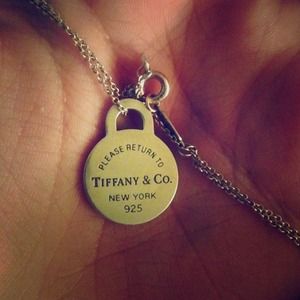 PLEASE RETURN TO
TIFFANY & CO.
NEW YORK
925